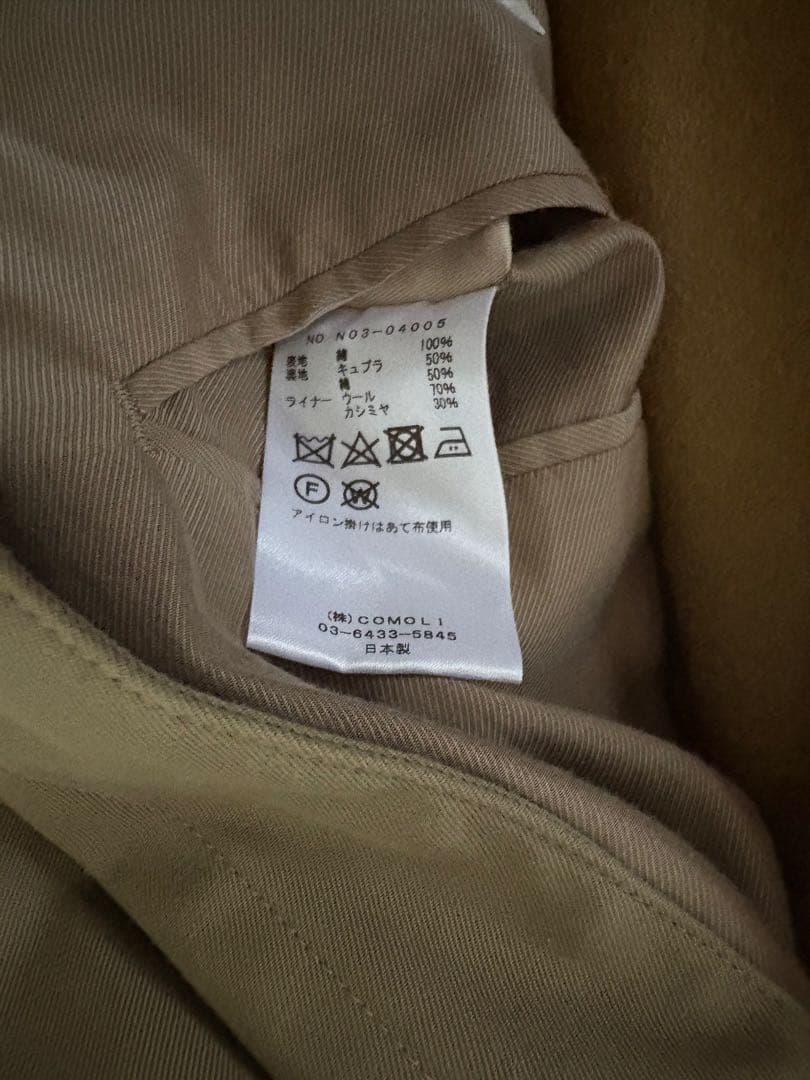 NO N03-04005
表地 綿 100%
裏地 キュプラ 50%
綿 50%
ライナー ウール 70%
カシミヤ 30%
F W
アイロン掛けはあて布使用
(株)COMOLI
03-6433-5845
日本製